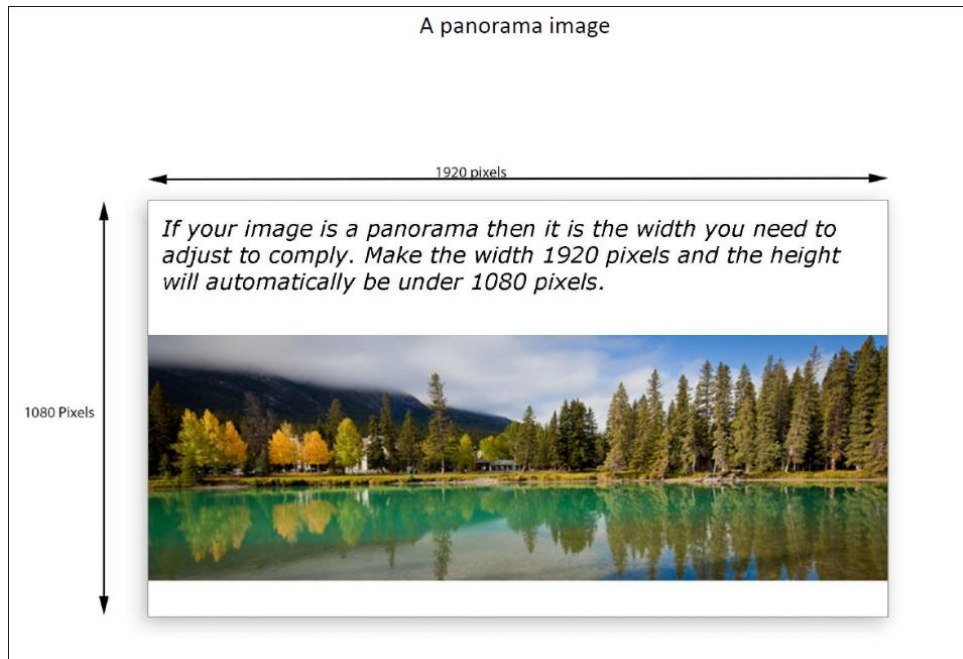 A panorama image
1920 pixels
If your image is a panorama then it is the width you need to
adjust to comply. Make the width 1920 pixels and the height
will automatically be under 1080 pixels.
1080 Pixels